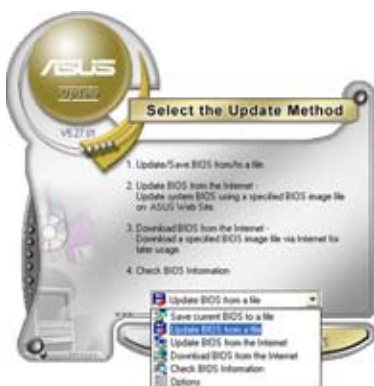 ASUS
Update
V5.27.01
Select the Update Method
1. Update/Save BIOS from/to a file.
2. Update BIOS from the Internet -
Update system BIOS using a specified BIOS image file
on ASUS Web Site.
3. Download BIOS from the Internet -
Download a specified BIOS image file via Internet for
later usage.
4. Check BIOS Information
Update BIOS from a file
Save current BIOS to a file
Update BIOS from a file
Update BIOS from the Internet
Download BIOS from the Internet
Check BIOS Information
Options